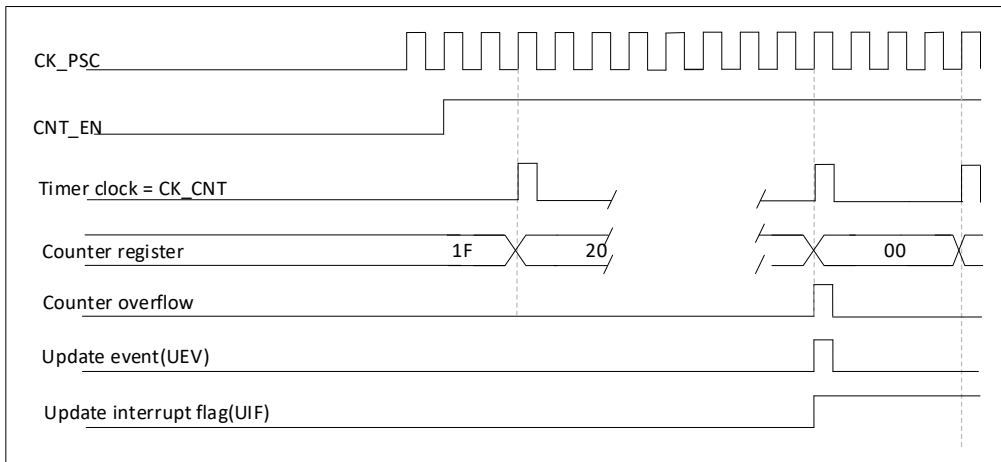 CK_PSC
CNT_EN
Timer clock = CK_CNT
Counter register 1F 20 00
Counter overflow
Update event(UEV)
Update interrupt flag(UIF)